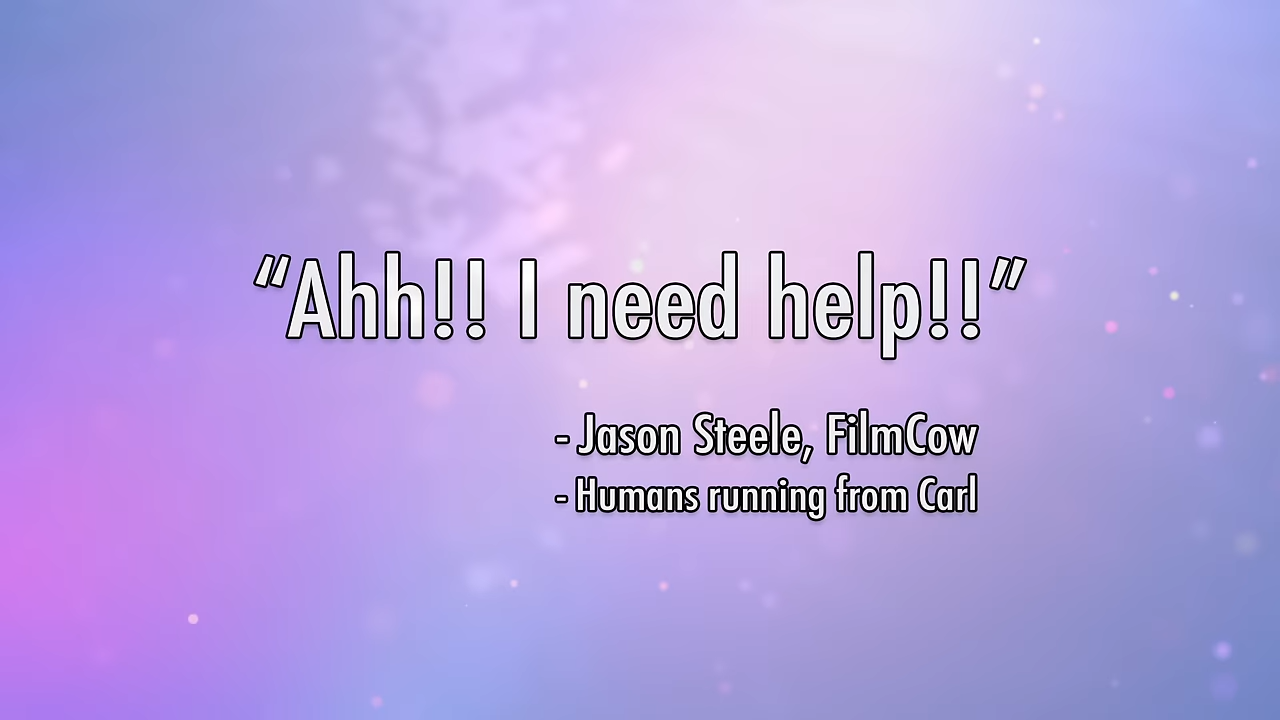 “Ahh!! I need help!!”
- Jason Steele, FilmCow
- Humans running from Carl